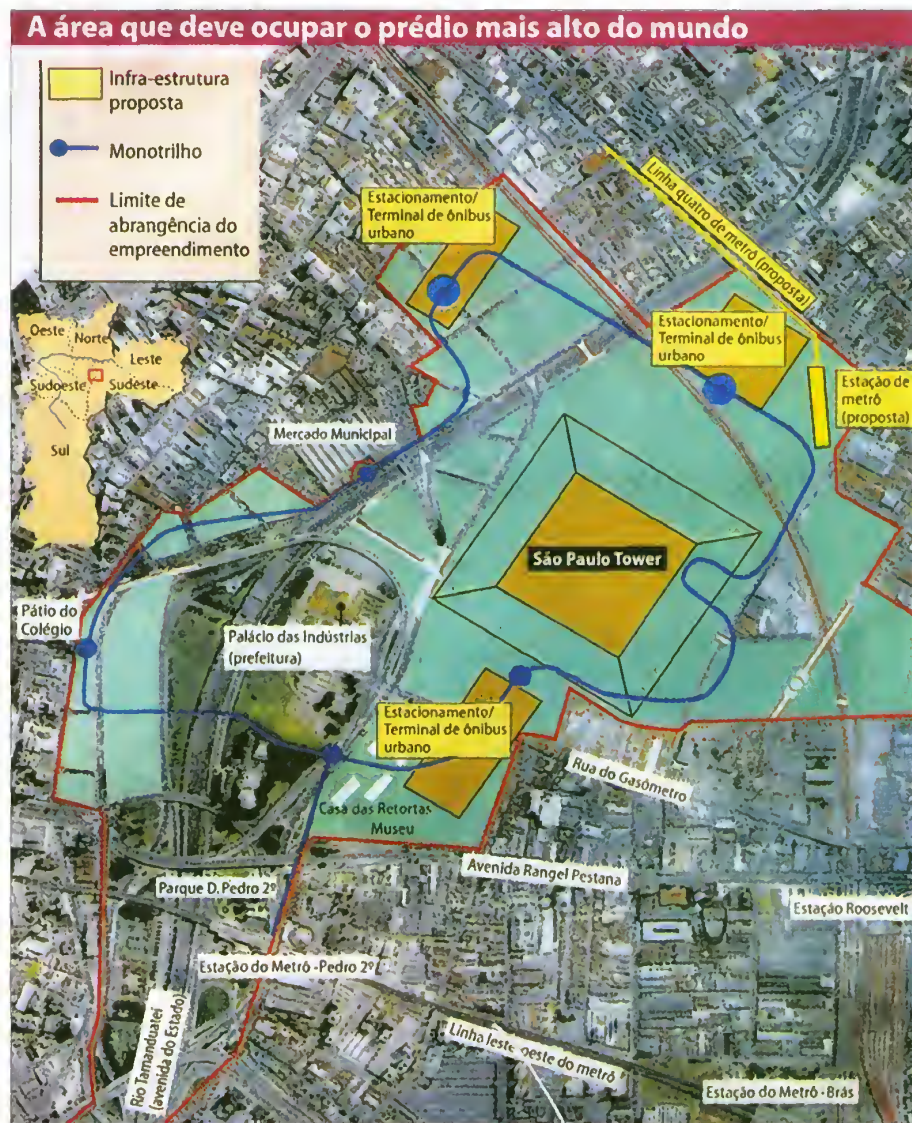 A área que deve ocupar o prédio mais alto do mundo
Infra-estrutura
proposta
Monotrilho
Limite de
abrangência do
empreendimento
Oeste
Norte
Leste
Sudoeste
Sudeste
Sul
Estacionamento/
Terminal de ônibus
urbano
Linha quatro de metrô (proposta)
Estacionamento/
Terminal de ônibus
urbano
Estação de
metrô
(proposta)
Mercado Municipal
São Paulo Tower
Pátio do
Colégio
Palácio das Indústrias
(prefeitura)
Estacionamento/
Terminal de ônibus
urbano
Rua do Gasômetro
Casa das Retortas
Museu
Avenida Rangel Pestana
Parque D. Pedro 2º
Estação Roosevelt
Estação do Metrô - Pedro 2º
Rio Tamanduateí
(avenida do Estado)
Linha leste-oeste do metrô
Estação do Metrô - Brás